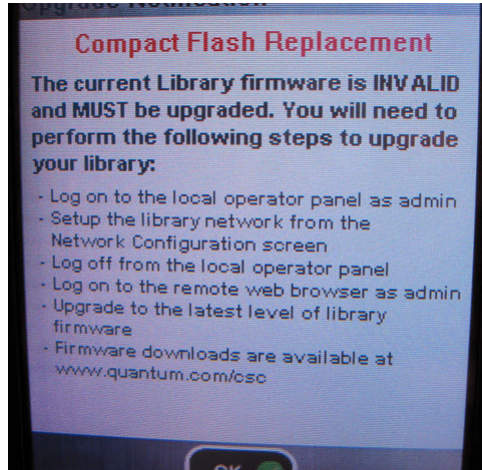 Upgrade Notification
Compact Flash Replacement
The current Library firmware is INVALID
and MUST be upgraded. You will need to
perform the following steps to upgrade
your library:
- Log on to the local operator panel as admin
- Setup the library network from the
Network Configuration screen
- Log off from the local operator panel
- Log on to the remote web browser as admin
- Upgrade to the latest level of library
firmware
- Firmware downloads are available at
www.quantum.com/csc
OK